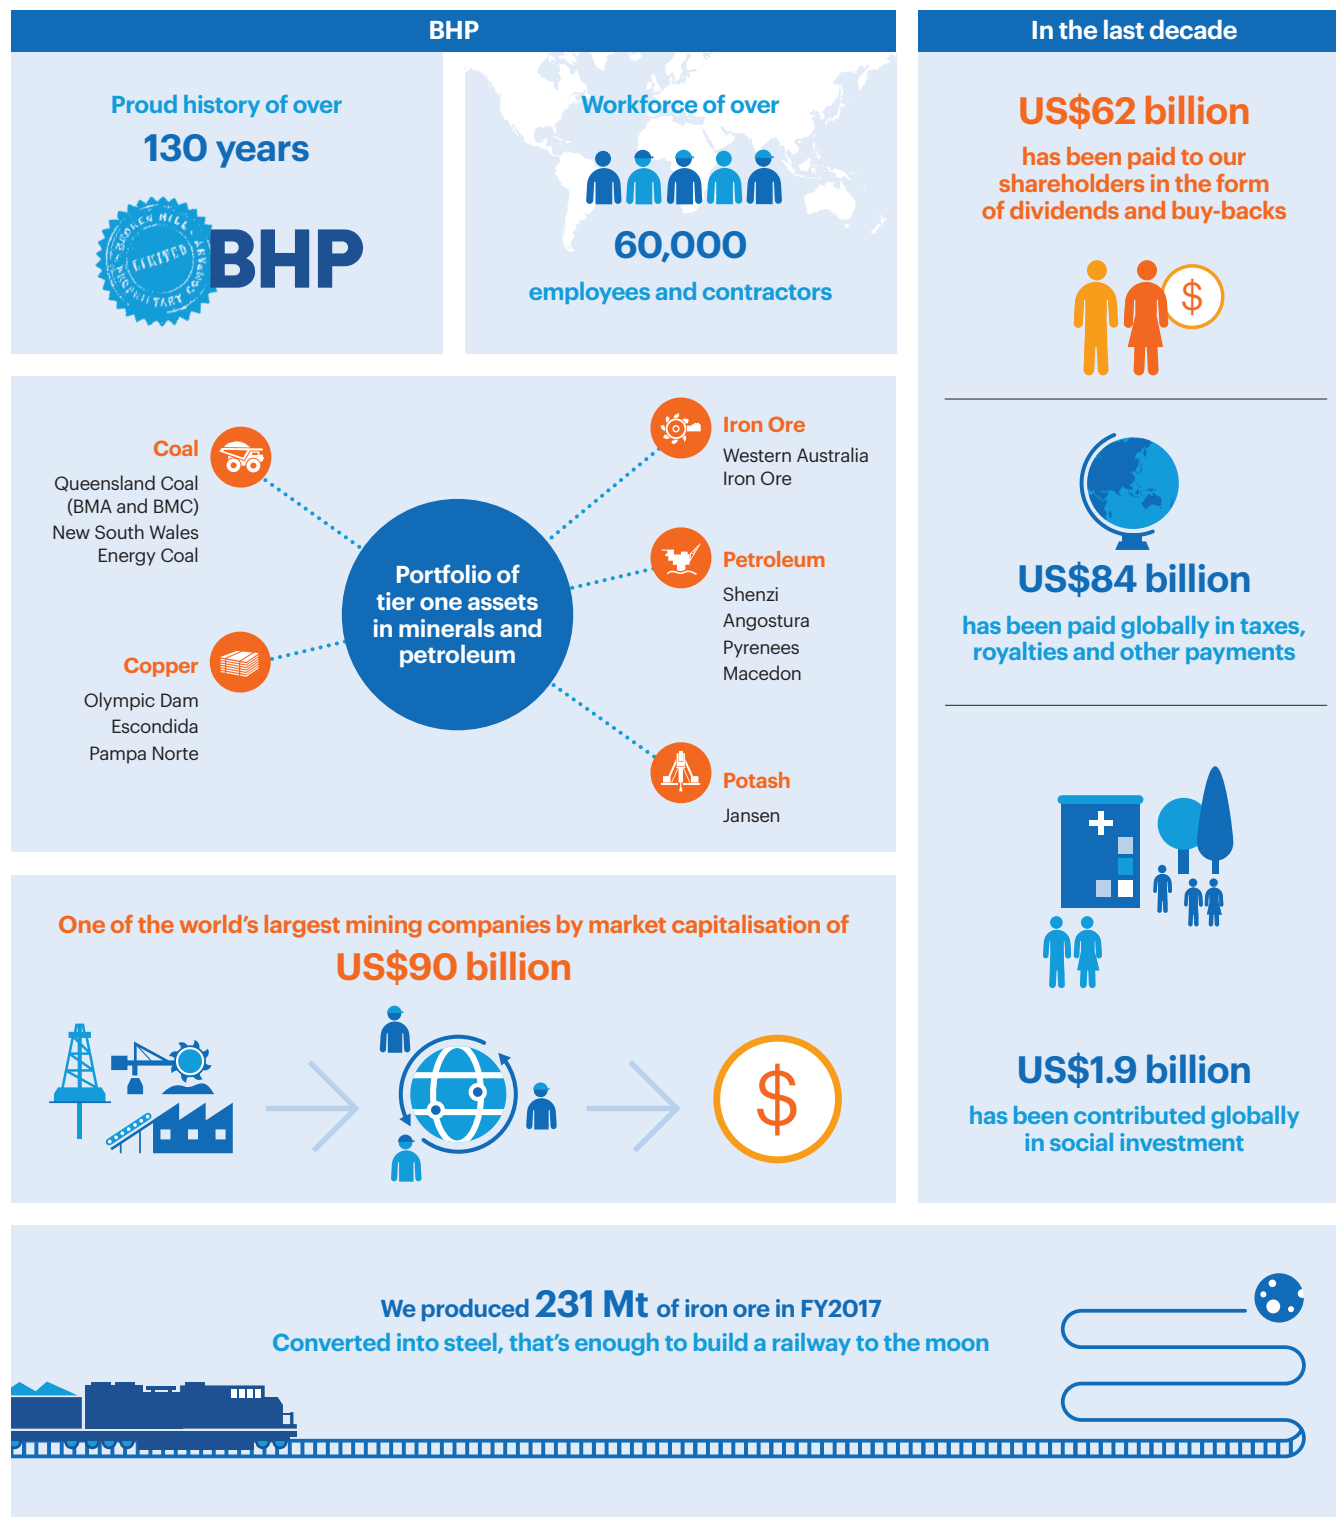 BHP
Proud history of over
130 years
BROKEN HILL
PROPRIETARY COMPANY
LIMITED
BHP
Workforce of over
60,000
employees and contractors
Coal
Queensland Coal
(BMA and BMC)
New South Wales
Energy Coal
Copper
Olympic Dam
Escondida
Pampa Norte
Portfolio of
tier one assets
in minerals and
petroleum
Iron Ore
Western Australia
Iron Ore
Petroleum
Shenzi
Angostura
Pyrenees
Macedon
Potash
Jansen
One of the world’s largest mining companies by market capitalisation of
US$90 billion
$
In the last decade
US$62 billion
has been paid to our
shareholders in the form
of dividends and buy-backs
$
US$84 billion
has been paid globally in taxes,
royalties and other payments
US$1.9 billion
has been contributed globally
in social investment
We produced 231 Mt of iron ore in FY2017
Converted into steel, that’s enough to build a railway to the moon